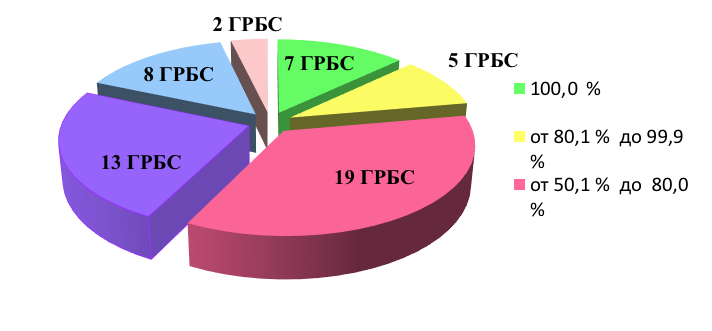 2 ГРБС
7 ГРБС
5 ГРБС
8 ГРБС
13 ГРБС
19 ГРБС
100,0 %
от 80,1 % до 99,9
%
от 50,1 % до 80,0
%